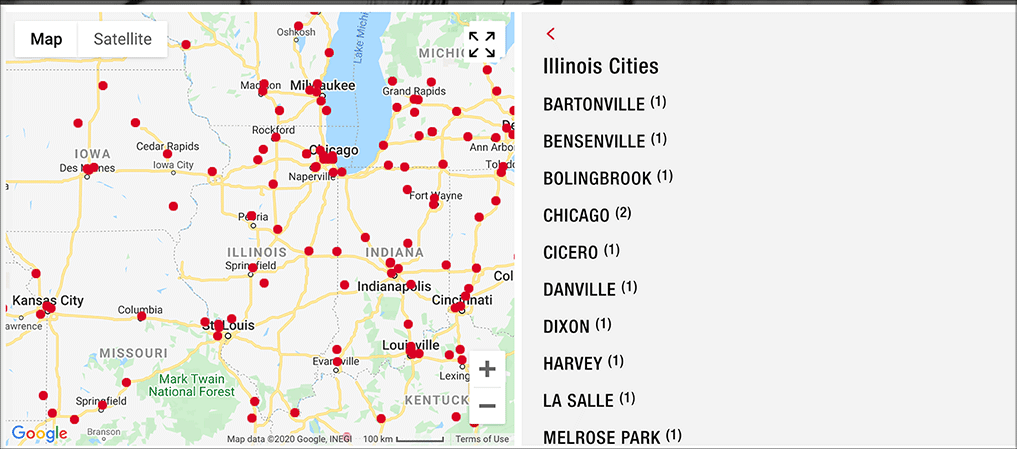 Map
Satellite
Oshkosh
Lake Michi
MICHIC
Madison
Milwaukee
Grand Rapids
Rockford
De
Cedar Rapids
Chicago
Ann Arbor
IOWA
Iowa City
Des Moines
Naperville
Toledo
Fort Wayne
Peoria
ILLINOIS
INDIANA
Springfield
Col
Indianapolis
Kansas City
Cincinnati
Columbia
awrence
St. Louis
MISSOURI
Louisville
Evansville
Mark Twain
National Forest
Lexing
KENTUCK
Springfield
Branson
Google
Map data ©2020 Google, INEGI
100 km
Terms of Use
Illinois Cities
BARTONVILLE (1)
BENSENVILLE (1)
BOLINGBROOK (1)
CHICAGO (2)
CICERO (1)
DANVILLE (1)
DIXON (1)
HARVEY (1)
LA SALLE (1)
MELROSE PARK (1)